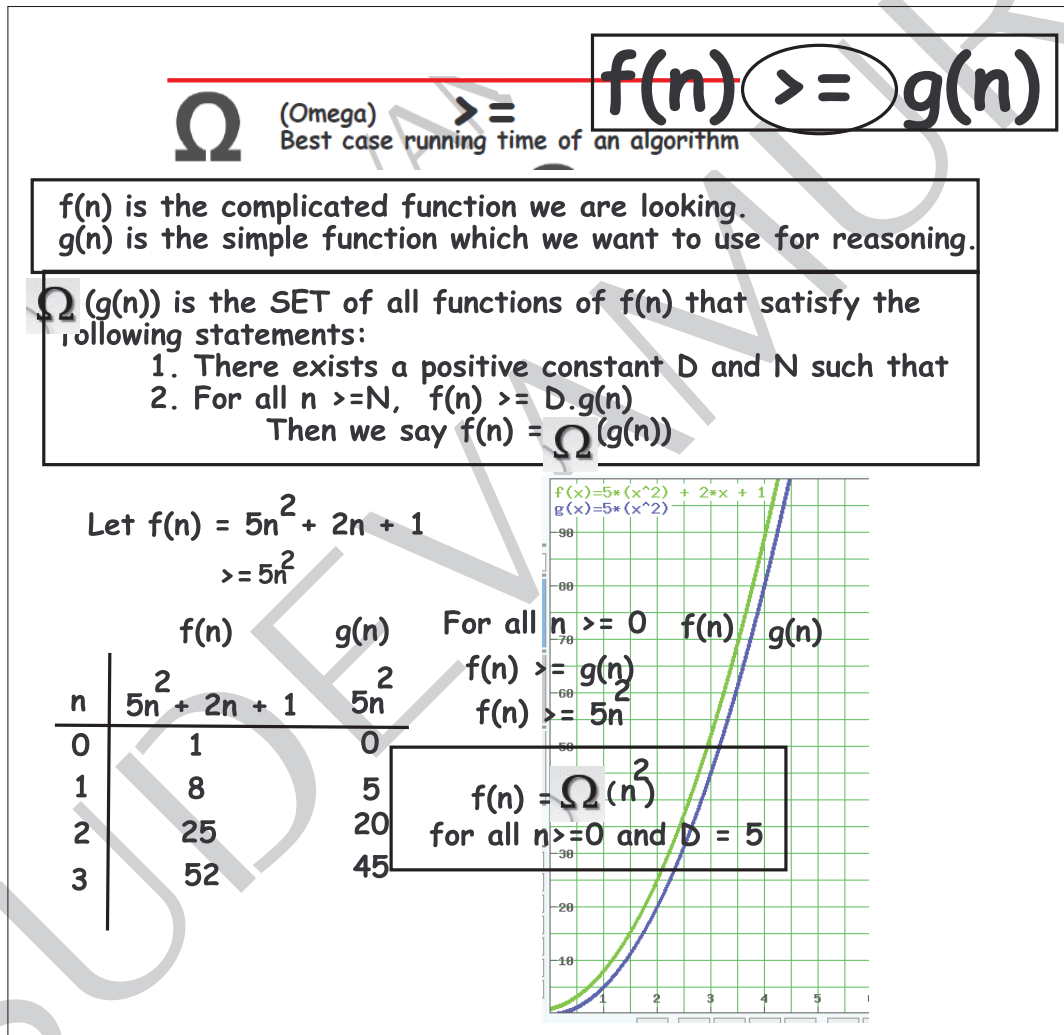 f(n) >= g(n)
Ω (Omega) >=
Best case running time of an algorithm
f(n) is the complicated function we are looking.
g(n) is the simple function which we want to use for reasoning.
Ω (g(n)) is the SET of all functions of f(n) that satisfy the
following statements:
1. There exists a positive constant D and N such that
2. For all n >=N, f(n) >= D.g(n)
Then we say f(n) = Ω (g(n))
f(x)=5*(x^2) + 2*x + 1
g(x)=5*(x^2)
Let f(n) = 5n² + 2n + 1
>= 5n²
f(n) g(n)
n 5n² + 2n + 1 5n²
0 1 0
1 8 5
2 25 20
3 52 45
For all n >= 0
f(n) >= g(n)
f(n) >= 5n²
f(n) g(n)
f(n) = Ω (n²)
for all n>=0 and D = 5
90
80
70
60
50
30
20
10
1 2 3 4 5